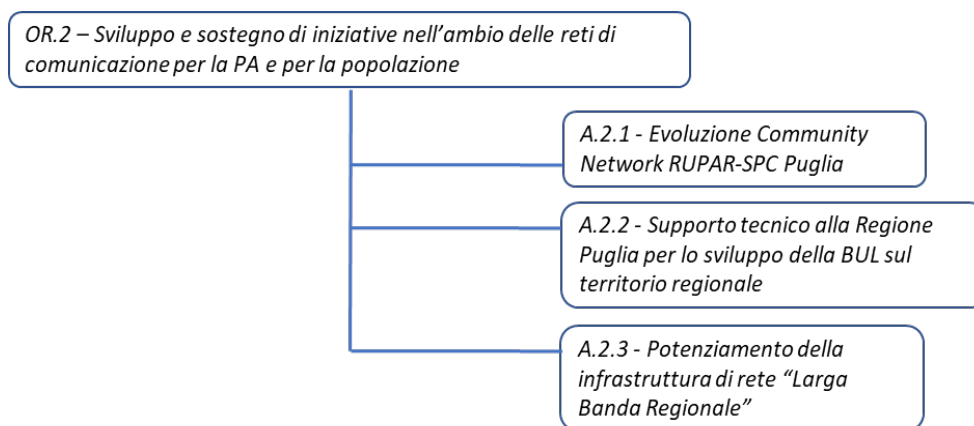 OR.2 – Sviluppo e sostegno di iniziative nell’ambio delle reti di
comunicazione per la PA e per la popolazione
A.2.1 - Evoluzione Community
Network RUPAR-SPC Puglia
A.2.2 - Supporto tecnico alla Regione
Puglia per lo sviluppo della BUL sul
territorio regionale
A.2.3 - Potenziamento della
infrastruttura di rete “Larga
Banda Regionale”